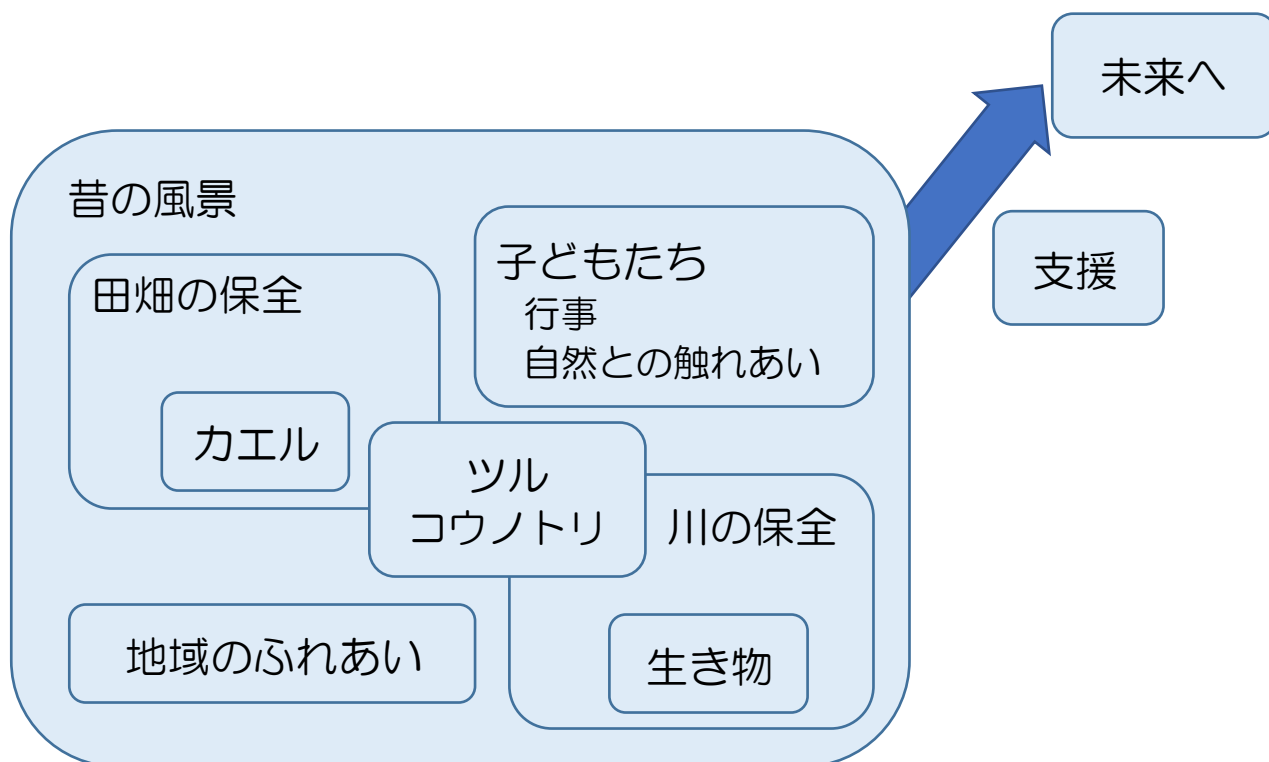 未来へ
昔の風景
子どもたち
行事
自然との触れあい
支援
田畑の保全
カエル
ツル
コウノトリ
川の保全
地域のふれあい
生き物